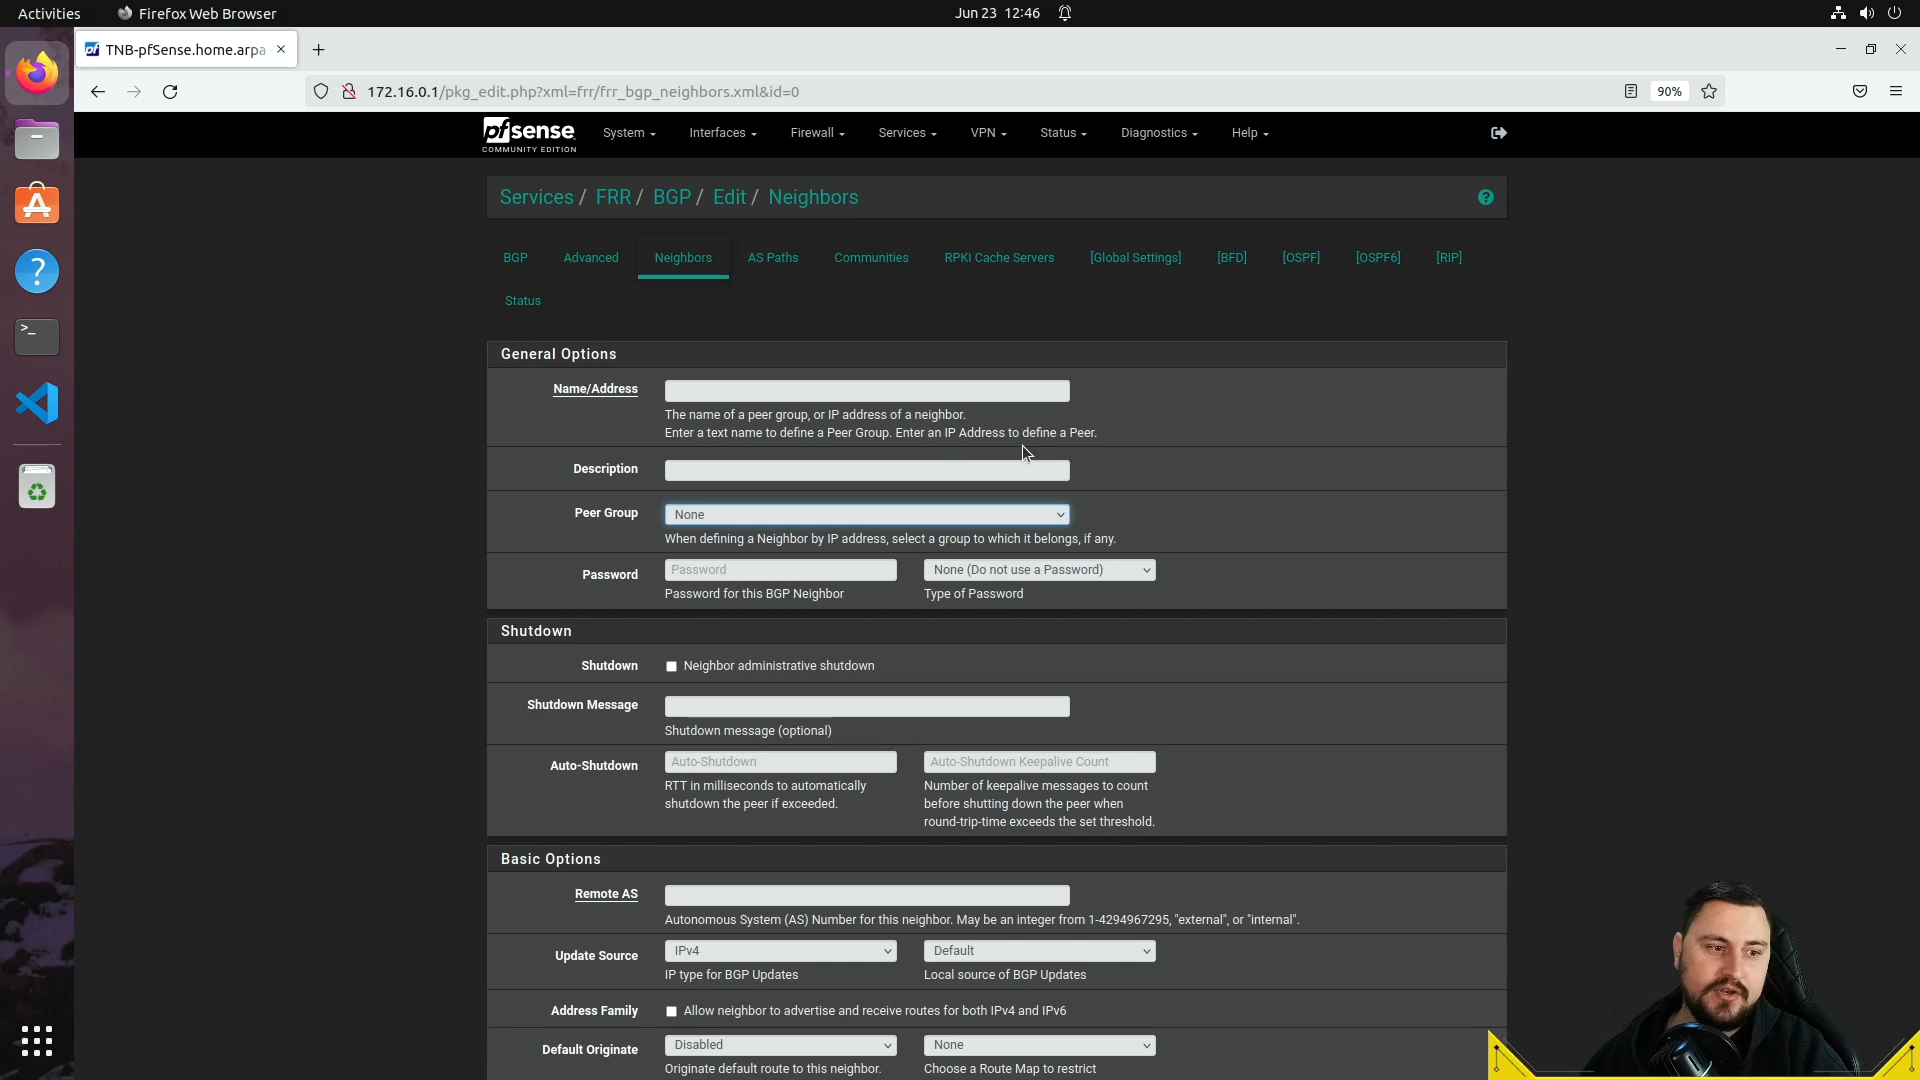 Activities
Firefox Web Browser
Jun 23 12:46
TNB-pfSense.home.arpa
172.16.0.1/pkg_edit.php?xml=frr/frr_bgp_neighbors.xml&id=0
90%
pfsense
COMMUNITY EDITION
System
Interfaces
Firewall
Services
VPN
Status
Diagnostics
Help
Services / FRR / BGP / Edit / Neighbors
BGP
Advanced
Neighbors
AS Paths
Communities
RPKI Cache Servers
[Global Settings]
[BFD]
[OSPF]
[OSPF6]
[RIP]
Status
General Options
Name/Address
The name of a peer group, or IP address of a neighbor.
Enter a text name to define a Peer Group. Enter an IP Address to define a Peer.
Description
Peer Group
None
When defining a Neighbor by IP address, select a group to which it belongs, if any.
Password
Password
None (Do not use a Password)
Password for this BGP Neighbor
Type of Password
Shutdown
Shutdown
Neighbor administrative shutdown
Shutdown Message
Shutdown message (optional)
Auto-Shutdown
Auto-Shutdown
Auto-Shutdown Keepalive Count
RTT in milliseconds to automatically
shutdown the peer if exceeded.
Number of keepalive messages to count
before shutting down the peer when
round-trip-time exceeds the set threshold.
Basic Options
Remote AS
Autonomous System (AS) Number for this neighbor. May be an integer from 1-4294967295, "external", or "internal".
Update Source
IPv4
Default
IP type for BGP Updates
Local source of BGP Updates
Address Family
Allow neighbor to advertise and receive routes for both IPv4 and IPv6
Default Originate
Disabled
None
Originate default route to this neighbor.
Choose a Route Map to restrict